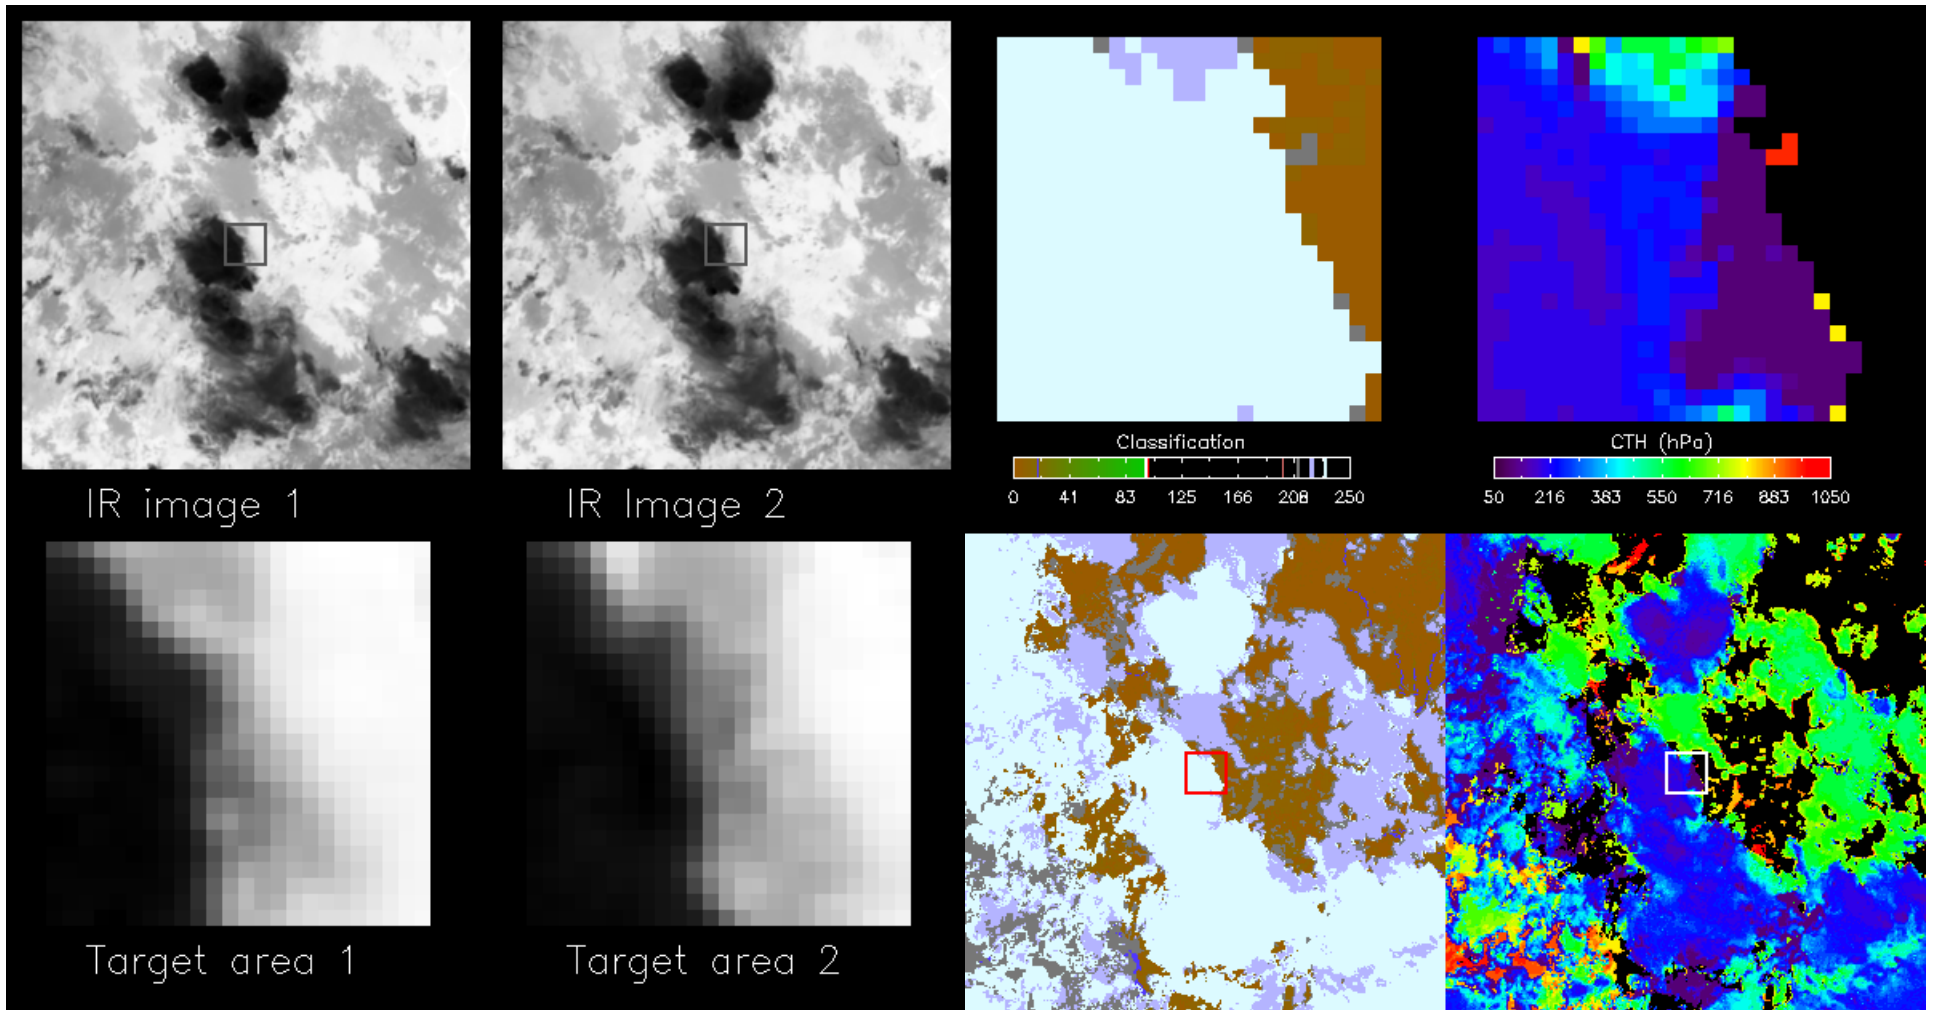 Classification
CTH (hPa)
0 41 83 125 166 208 250
50 216 383 550 716 883 1050
IR image 1
IR Image 2
Target area 1
Target area 2